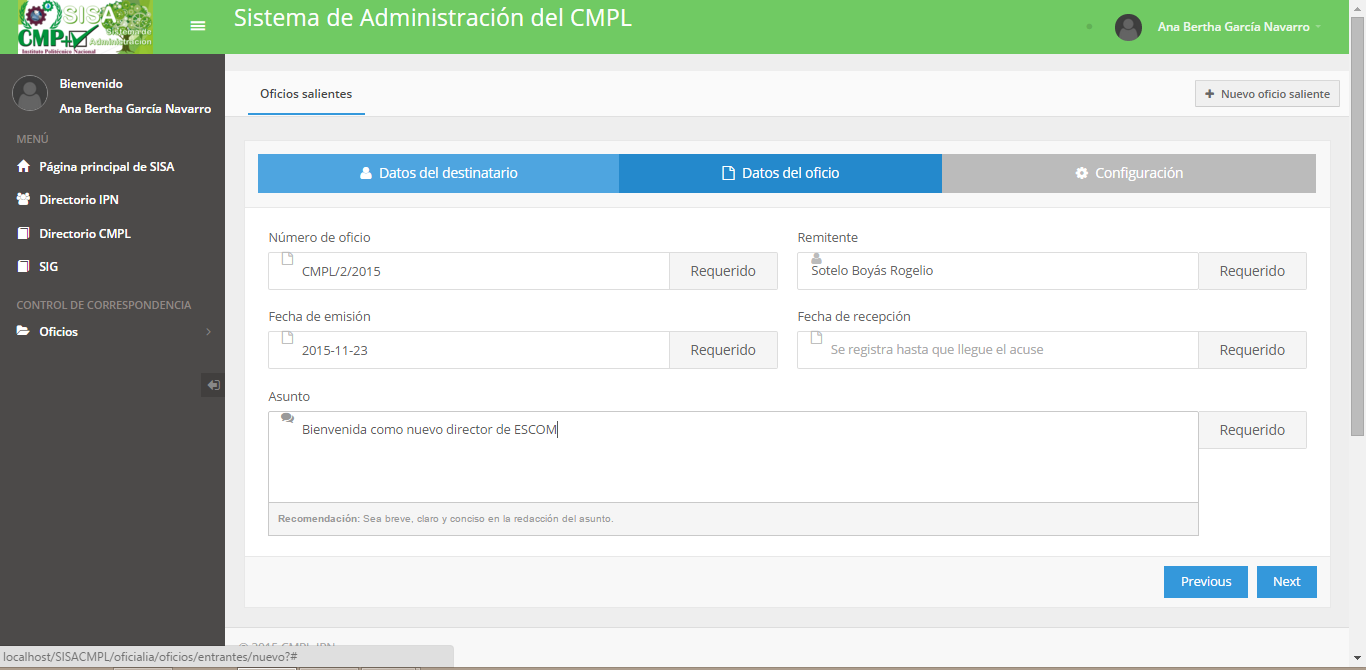 SISA
Sistema de
CMP+
Administración
Instituto Politécnico Nacional
Sistema de Administración del CMPL
Ana Bertha García Navarro
Bienvenido
Ana Bertha García Navarro
MENÚ
Página principal de SISA
Directorio IPN
Directorio CMPL
SIG
CONTROL DE CORRESPONDENCIA
Oficios
Oficios salientes
Nuevo oficio saliente
Datos del destinatario
Datos del oficio
Configuración
Número de oficio
Remitente
CMPL/2/2015
Requerido
Sotelo Boyás Rogelio
Requerido
Fecha de emisión
Fecha de recepción
2015-11-23
Requerido
Se registra hasta que llegue el acuse
Requerido
Asunto
Bienvenida como nuevo director de ESCOM
Requerido
Recomendación: Sea breve, claro y conciso en la redacción del asunto.
Previous
Next
© 2015 CMPL-IPN
localhost/SISACMPL/oficialia/oficios/entrantes/nuevo?#